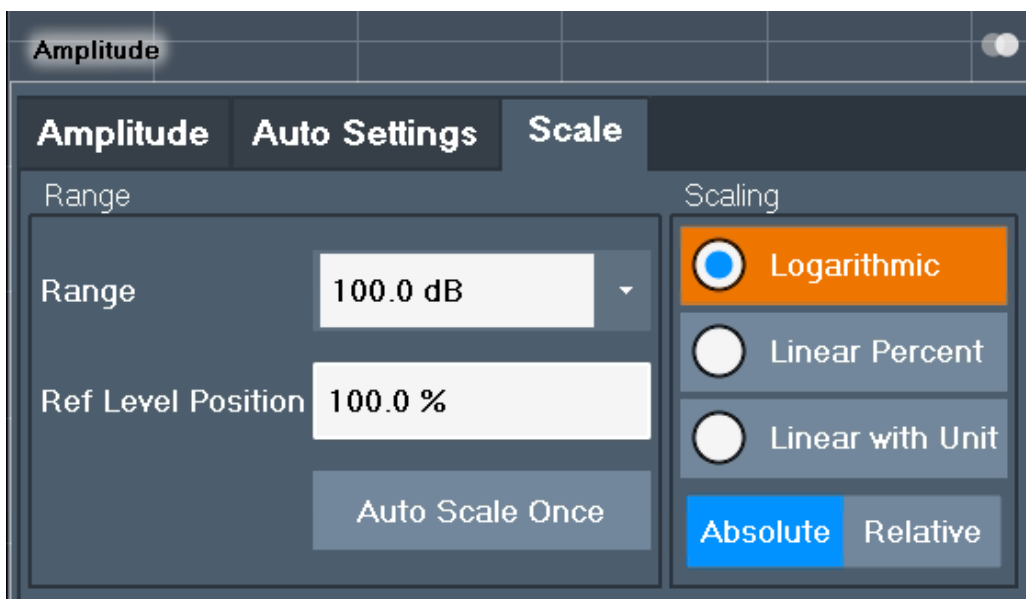 Amplitude
Amplitude Auto Settings Scale
Range
Range 100.0 dB
Ref Level Position 100.0 %
Auto Scale Once
Scaling
Logarithmic
Linear Percent
Linear with Unit
Absolute Relative